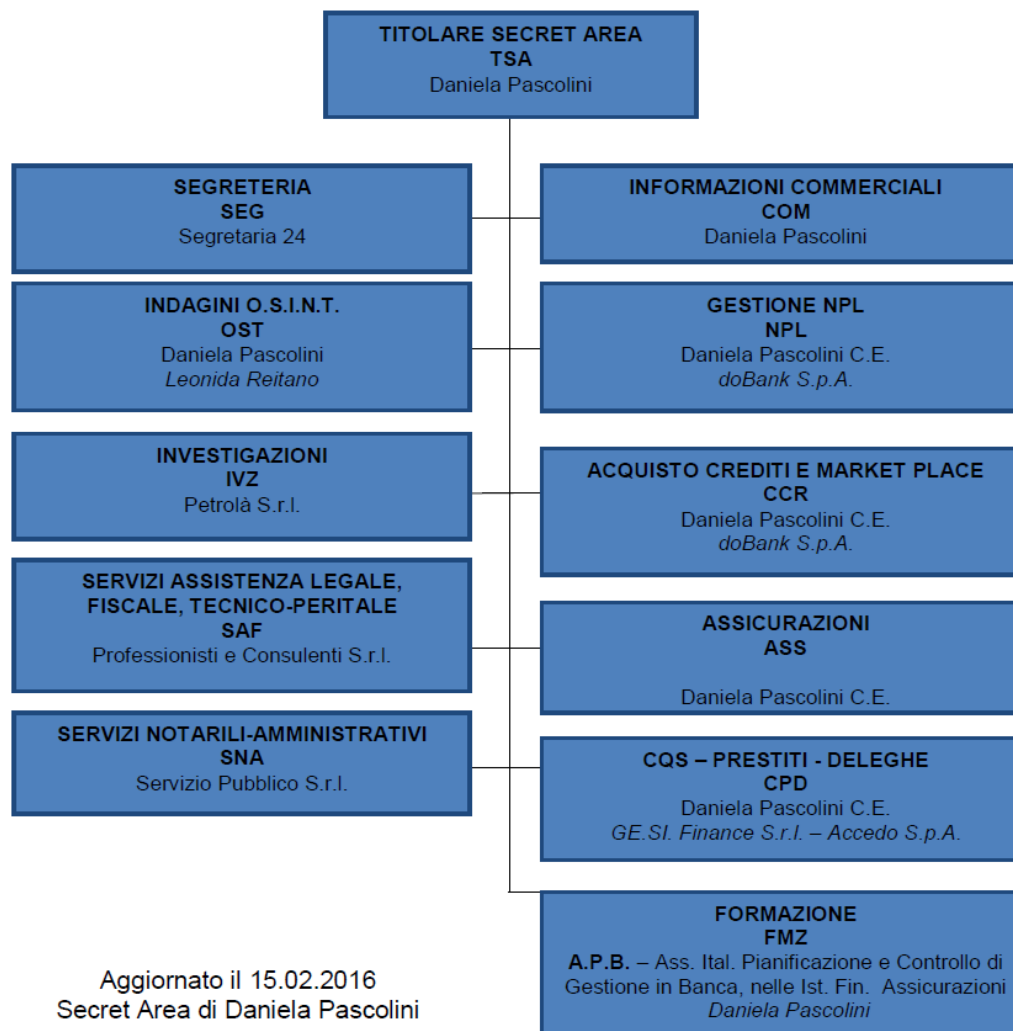 TITOLARE SECRET AREA
TSA
Daniela Pascolini
SEGRETERIA
SEG
Segretaria 24
INFORMAZIONI COMMERCIALI
COM
Daniela Pascolini
INDAGINI O.S.I.N.T.
OST
Daniela Pascolini
Leonida Reitano
GESTIONE NPL
NPL
Daniela Pascolini C.E.
doBank S.p.A.
INVESTIGAZIONI
IVZ
Petrolà S.r.l.
ACQUISTO CREDITI E MARKET PLACE
CCR
Daniela Pascolini C.E.
doBank S.p.A.
SERVIZI ASSISTENZA LEGALE,
FISCALE, TECNICO-PERITALE
SAF
Professionisti e Consulenti S.r.l.
ASSICURAZIONI
ASS
Daniela Pascolini C.E.
SERVIZI NOTARILI-AMMINISTRATIVI
SNA
Servizio Pubblico S.r.l.
CQS – PRESTITI - DELEGHE
CPD
Daniela Pascolini C.E.
GE.SI. Finance S.r.l. – Accedo S.p.A.
FORMAZIONE
FMZ
A.P.B. – Ass. Ital. Pianificazione e Controllo di
Gestione in Banca, nelle Ist. Fin. Assicurazioni
Daniela Pascolini
Aggiornato il 15.02.2016
Secret Area di Daniela Pascolini